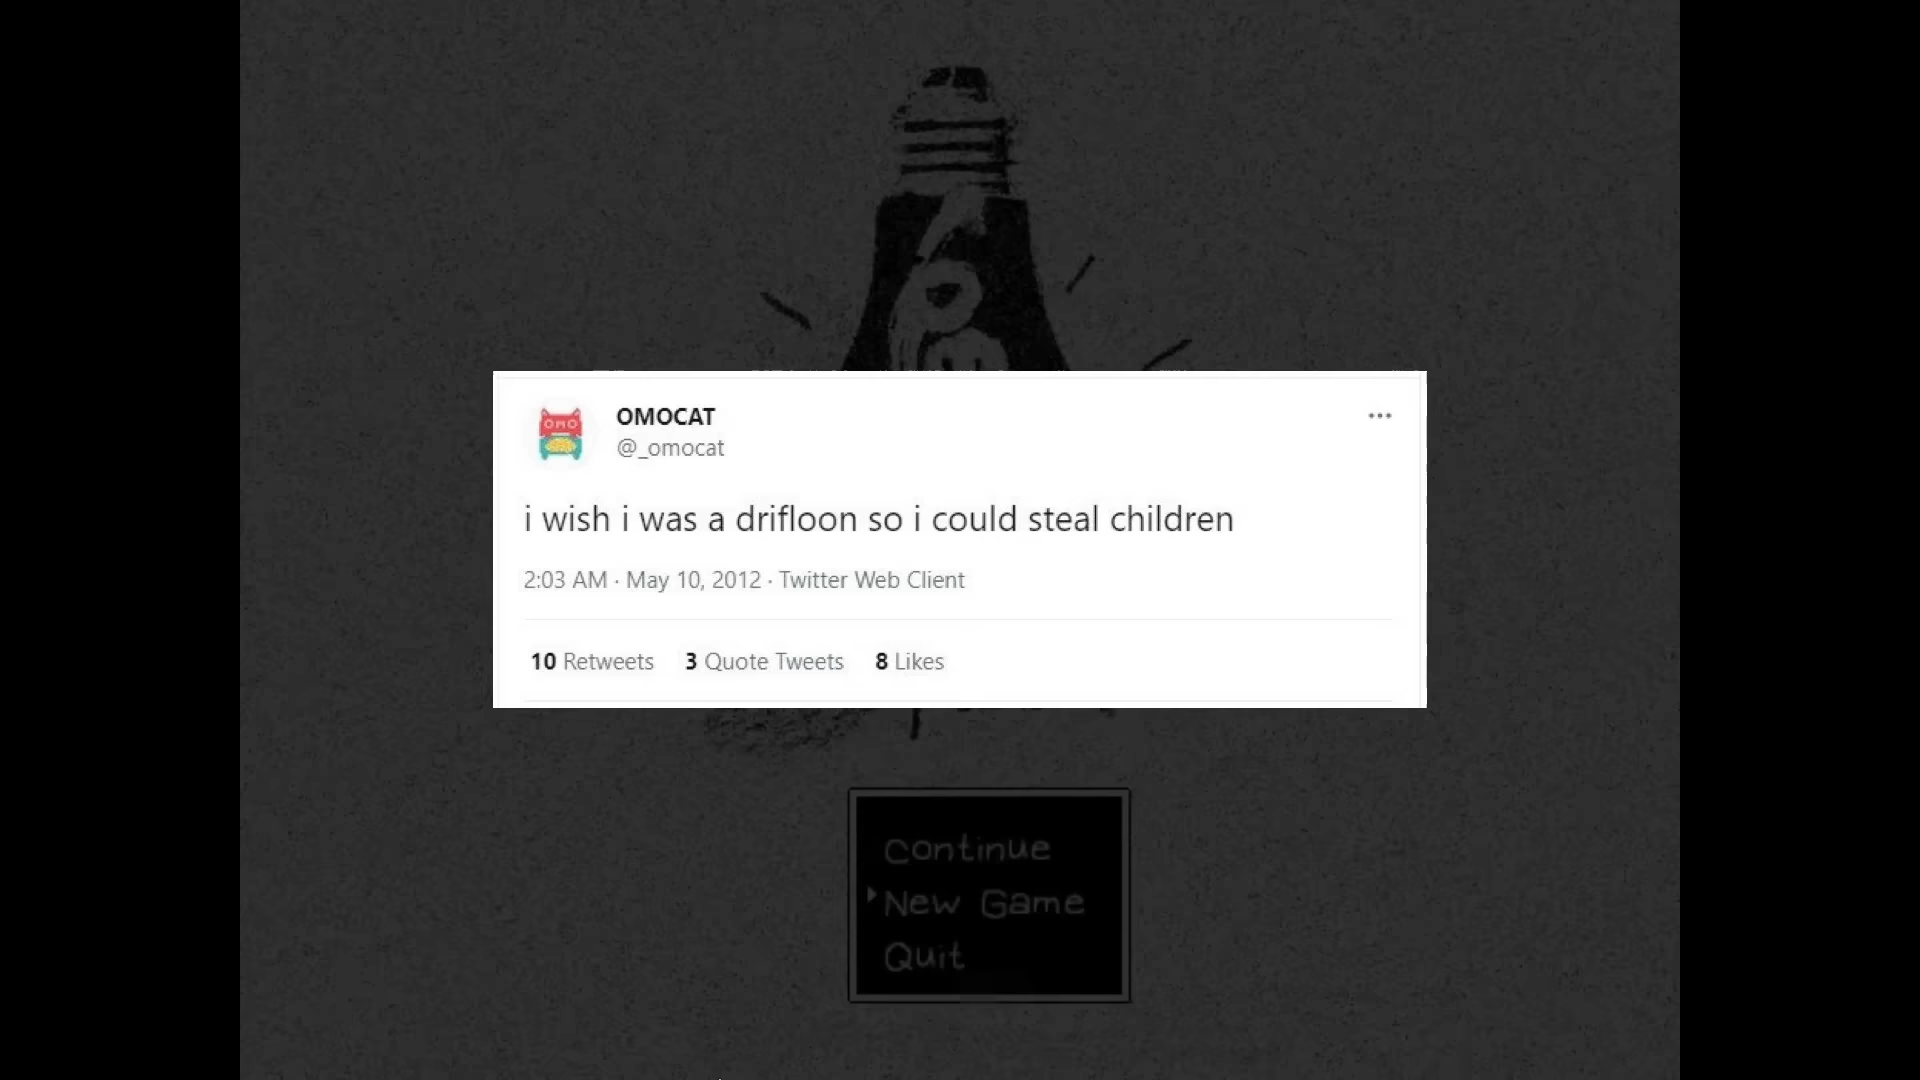 OMO
OMOCAT
@_omocat
i wish i was a drifloon so i could steal children
2:03 AM · May 10, 2012 · Twitter Web Client
10 Retweets 3 Quote Tweets 8 Likes
Continue
New Game
Quit